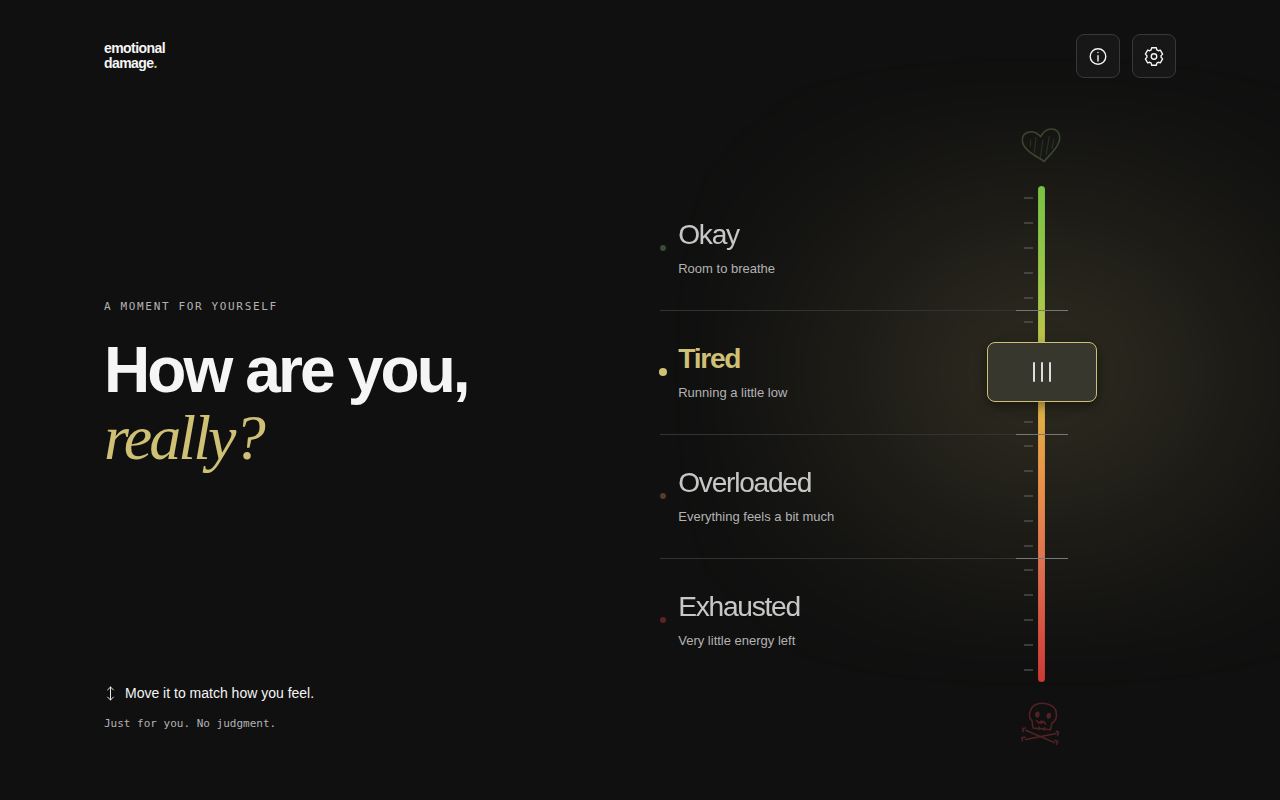 emotional
damage.
A MOMENT FOR YOURSELF
How are you,
really?
Okay
Room to breathe
Tired
Running a little low
Overloaded
Everything feels a bit much
Exhausted
Very little energy left
Move it to match how you feel.
Just for you. No judgment.